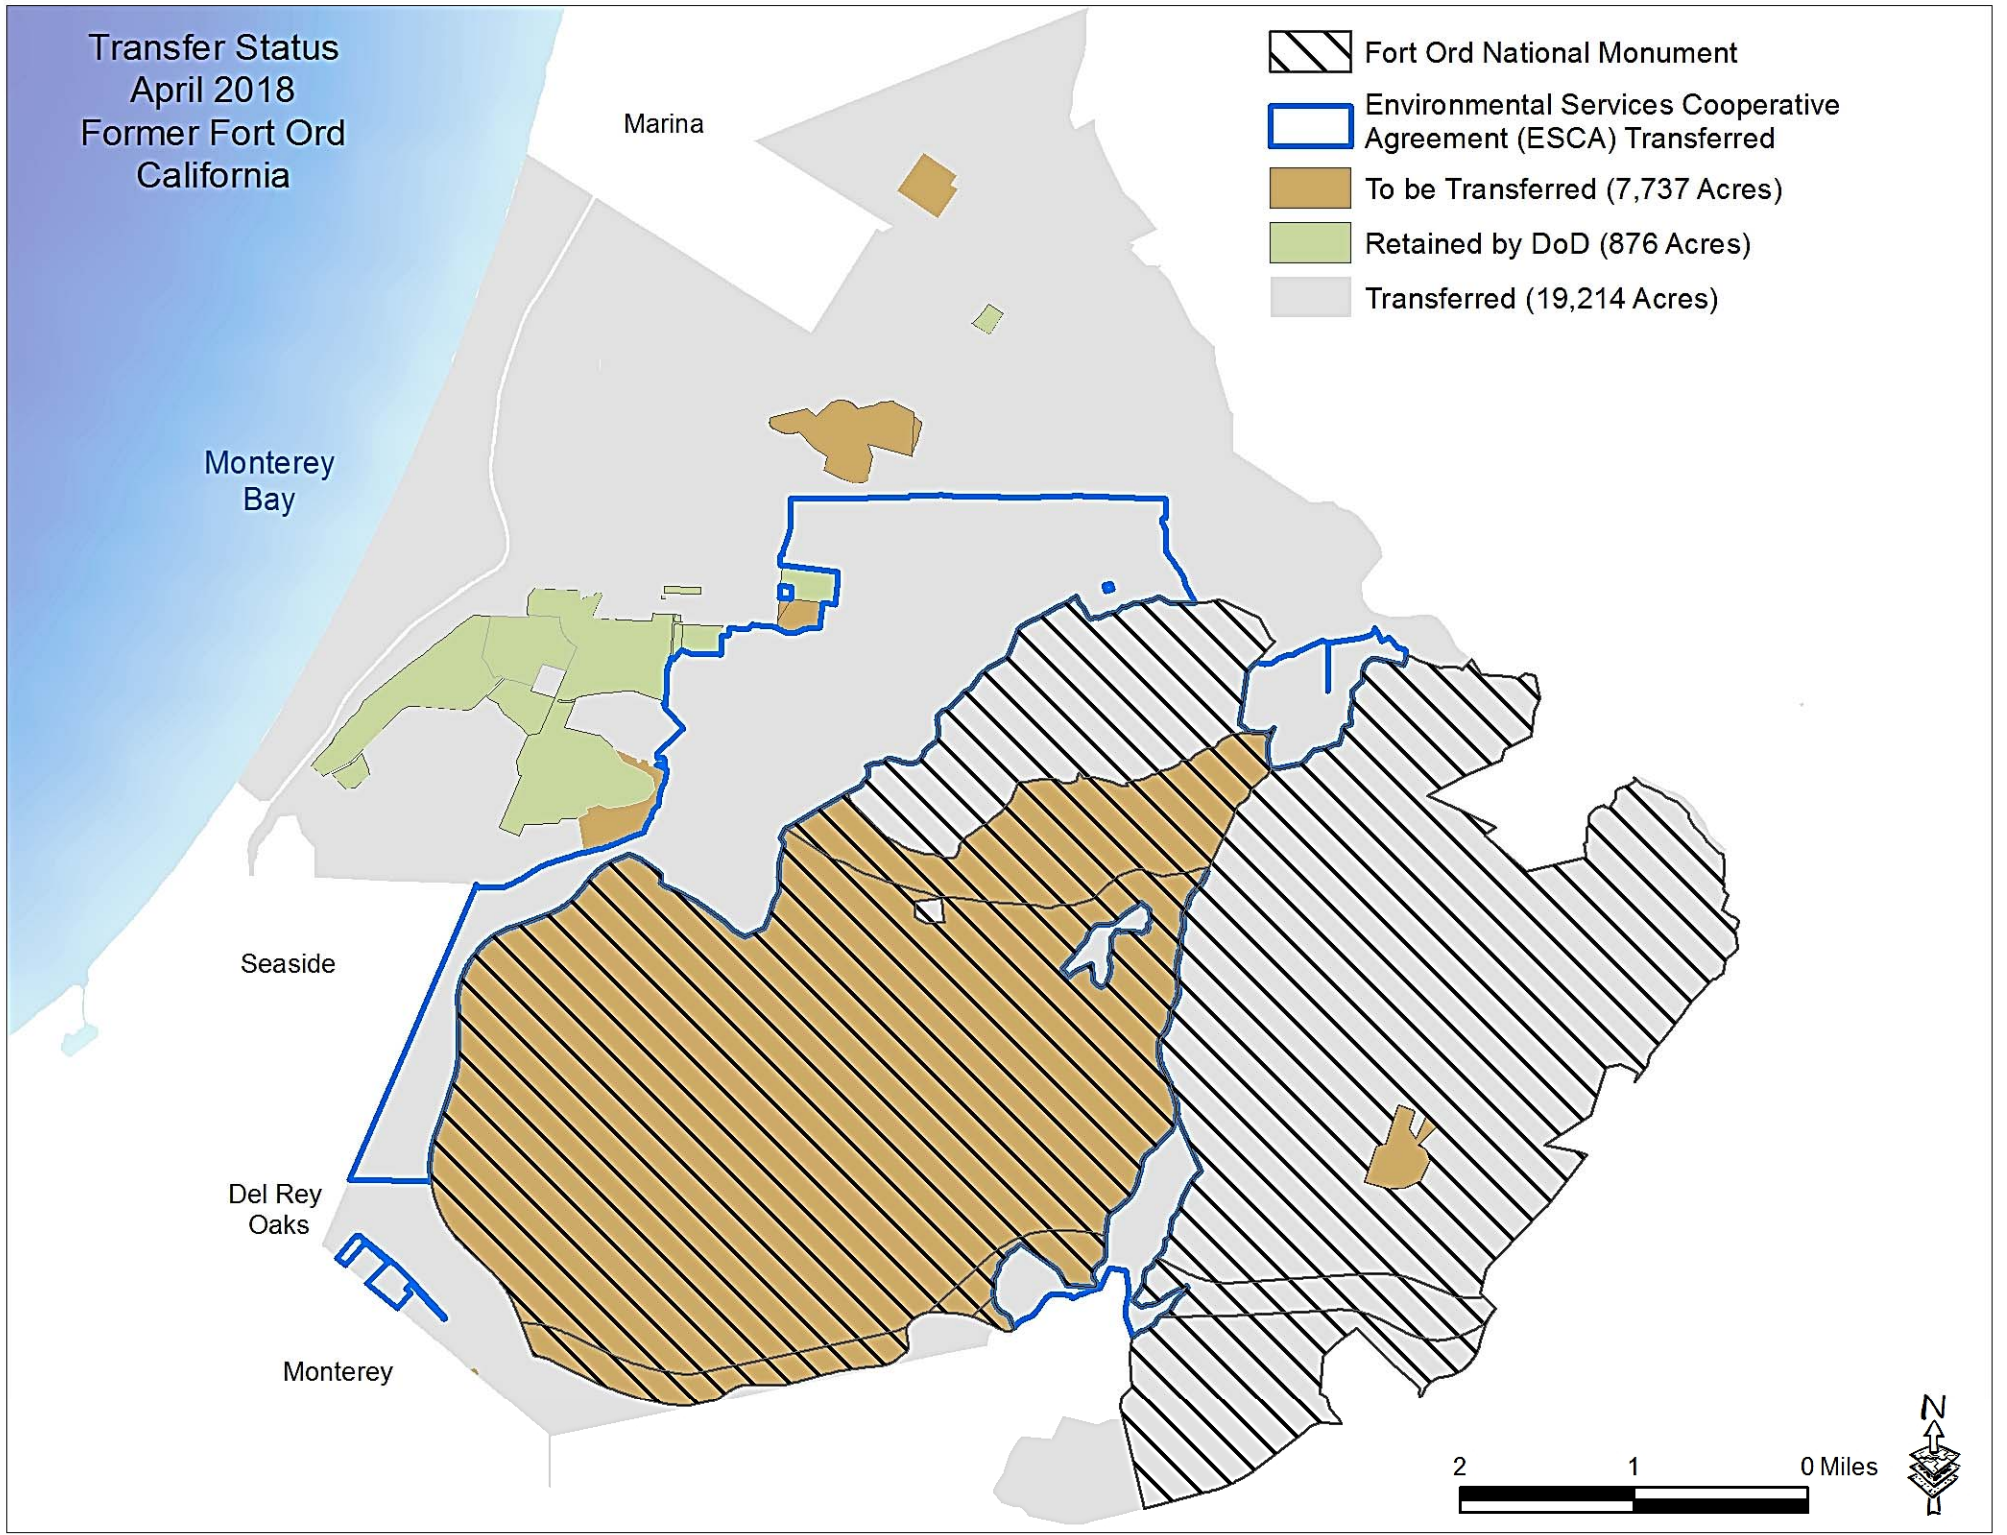 Transfer Status
April 2018
Former Fort Ord
California
Marina
Fort Ord National Monument
Environmental Services Cooperative
Agreement (ESCA) Transferred
To be Transferred (7,737 Acres)
Retained by DoD (876 Acres)
Transferred (19,214 Acres)
Monterey
Bay
Seaside
Del Rey
Oaks
Monterey
N
2 1 0 Miles